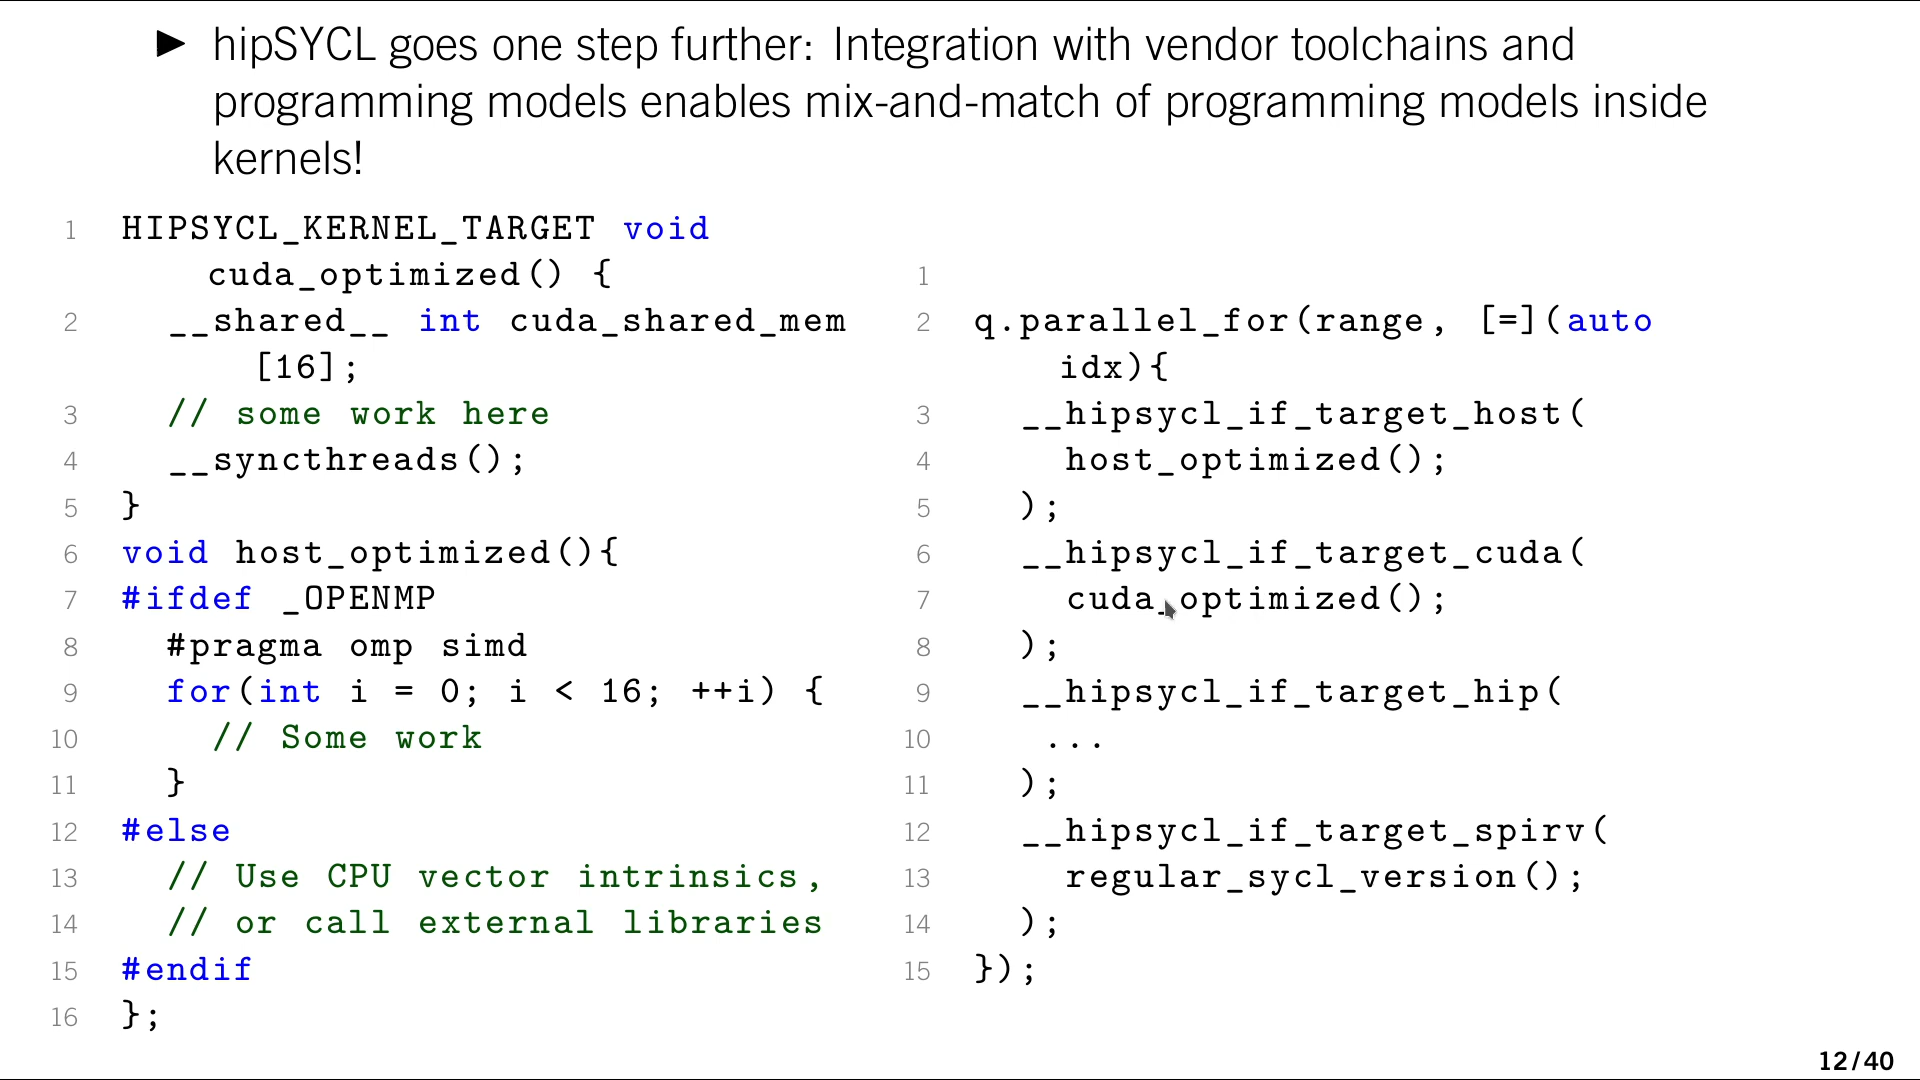 ▶ hipSYCL goes one step further: Integration with vendor toolchains and
programming models enables mix-and-match of programming models inside
kernels!
1 HIPSYCL_KERNEL_TARGET void
cuda_optimized() {
2 __shared__ int cuda_shared_mem
[16];
3 // some work here
4 __syncthreads();
5 }
6 void host_optimized(){
7 #ifdef _OPENMP
8 #pragma omp simd
9 for(int i = 0; i < 16; ++i) {
10 // Some work
11 }
12 #else
13 // Use CPU vector intrinsics,
14 // or call external libraries
15 #endif
16 };
1
2 q.parallel_for(range, [=](auto
idx){
3 __hipsycl_if_target_host(
4 host_optimized();
5 );
6 __hipsycl_if_target_cuda(
7 cuda_optimized();
8 );
9 __hipsycl_if_target_hip(
10 ...
11 );
12 __hipsycl_if_target_spirv(
13 regular_sycl_version();
14 );
15 });
12/40